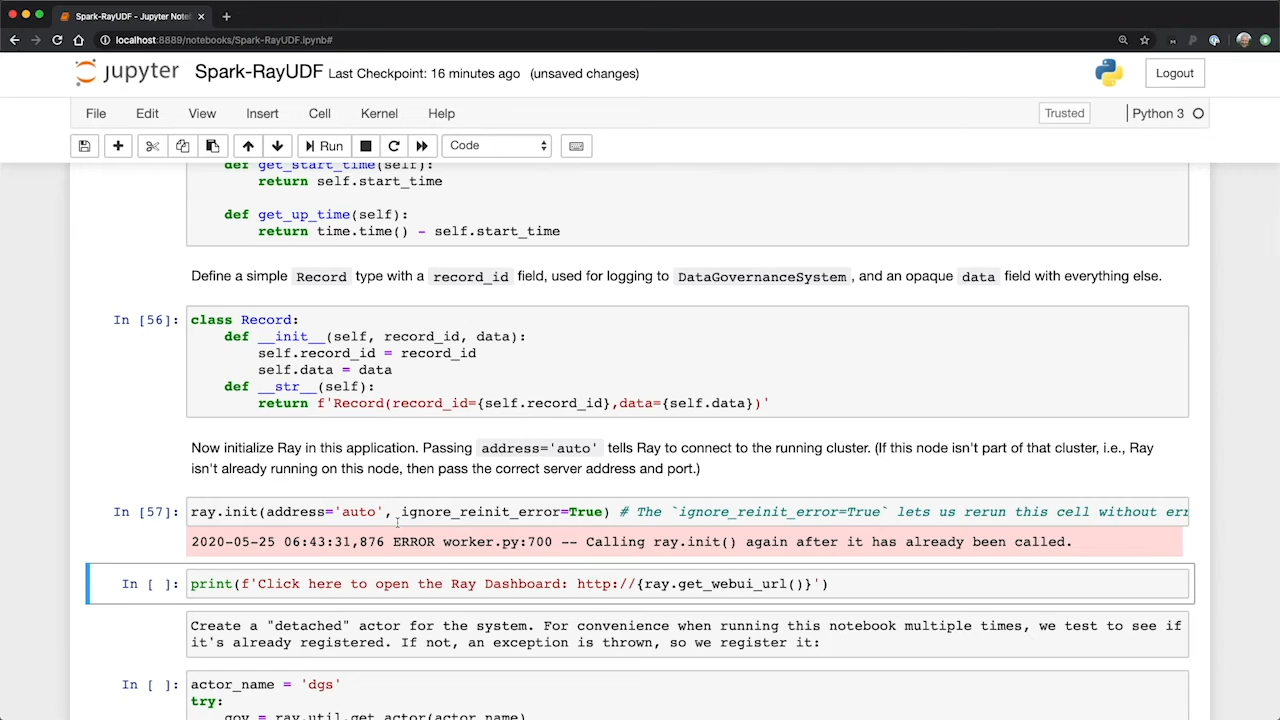 Spark-RayUDF - Jupyter Note
localhost:8889/notebooks/Spark-RayUDF.ipynb#
jupyter Spark-RayUDF Last Checkpoint: 16 minutes ago (unsaved changes)
Logout
File Edit View Insert Cell Kernel Help
Trusted
Python 3
Run
Code
def get_start_time(self):
return self.start_time
def get_up_time(self):
return time.time() - self.start_time
Define a simple Record type with a record_id field, used for logging to DataGovernanceSystem, and an opaque data field with everything else.
In [56]:
class Record:
def __init__(self, record_id, data):
self.record_id = record_id
self.data = data
def __str__(self):
return f'Record(record_id={self.record_id},data={self.data})'
Now initialize Ray in this application. Passing address='auto' tells Ray to connect to the running cluster. (If this node isn't part of that cluster, i.e., Ray
isn't already running on this node, then pass the correct server address and port.)
In [57]:
ray.init(address='auto', ignore_reinit_error=True) # The `ignore_reinit_error=True` lets us rerun this cell without err
2020-05-25 06:43:31,876 ERROR worker.py:700 -- Calling ray.init() again after it has already been called.
In [ ]:
print(f'Click here to open the Ray Dashboard: http://{ray.get_webui_url()}')
Create a "detached" actor for the system. For convenience when running this notebook multiple times, we test to see if
it's already registered. If not, an exception is thrown, so we register it:
In [ ]:
actor_name = 'dgs'
try:
gov = ray.util.get_actor(actor_name)